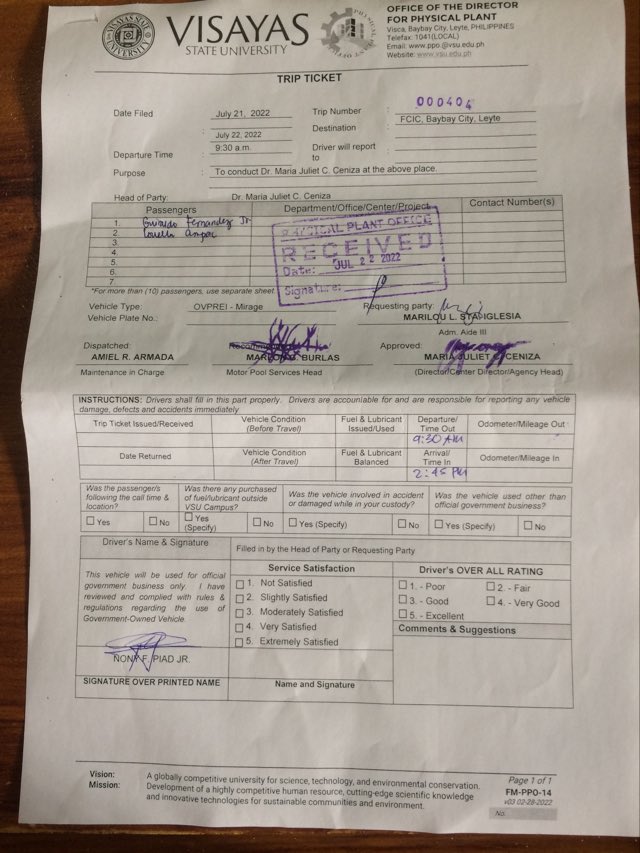 VISAYAS
STATE UNIVERSITY
OFFICE OF THE DIRECTOR
FOR PHYSICAL PLANT
Visca, Baybay City, Leyte, PHILIPPINES
Telefax: 1041(LOCAL)
Email: www.ppo.@vsu.edu.ph
Website: www.vsu.edu.ph
TRIP TICKET
Date Filed July 21, 2022 Trip Number 000404
: July 22, 2022 Destination FCIC, Baybay City, Leyte
Departure Time : 9:30 a.m. Driver will report to
Purpose : To conduct Dr. Maria Juliet C. Ceniza at the above place.
Head of Party: Dr. Maria Juliet C. Ceniza
Passengers Department/Office/Center/Project Contact Number(s)
1. Fernandez Jr.
2.
3.
4.
5.
6.
7.
PHYSICAL PLANT OFFICE
RECEIVED
Date: JUL 22 2022
Signature:
*For more than (10) passengers, use separate sheet.
Vehicle Type: OVPREI - Mirage Requesting party:
Vehicle Plate No.: MARILOU L. STA. IGLESIA
Adm. Aide III
Dispatched: Approved:
AMIEL R. ARMADA BURLAS MARIA JULIET C. CENIZA
Maintenance in Charge Motor Pool Services Head (Director/Center Director/Agency Head)
INSTRUCTIONS: Drivers shall fill in this part properly. Drivers are accountable for and are responsible for reporting any vehicle
damage, defects and accidents immediately.
Trip Ticket Issued/Received Vehicle Condition (Before Travel) Fuel & Lubricant Issued/Used Departure/ Time Out Odometer/Mileage Out
9:30 AM
Date Returned Vehicle Condition (After Travel) Fuel & Lubricant Balanced Arrival/ Time In Odometer/Mileage In
2:45 PM
Was the passenger/s following the call time & location? Was there any purchased of fuel/lubricant outside VSU Campus? Was the vehicle involved in accident or damaged while in your custody? Was the vehicle used other than official government business?
☐ Yes ☐ No ☐ Yes (Specify) ☐ No ☐ Yes (Specify) ☐ No ☐ Yes (Specify) ☐ No
Driver's Name & Signature Filled in by the Head of Party or Requesting Party
Service Satisfaction Driver's OVER ALL RATING
This vehicle will be used for official
government business only. I have
reviewed and complied with rules &
regulations regarding the use of
Government-Owned Vehicle.
☐ 1. Not Satisfied
☐ 2. Slightly Satisfied
☐ 3. Moderately Satisfied
☐ 4. Very Satisfied
☐ 5. Extremely Satisfied
☐ 1. - Poor ☐ 2. - Fair
☐ 3. - Good ☐ 4. - Very Good
☐ 5. - Excellent
Comments & Suggestions
F. PIAD JR.
SIGNATURE OVER PRINTED NAME Name and Signature
Vision: A globally competitive university for science, technology, and environmental conservation.
Mission: Development of a highly competitive human resource, cutting-edge scientific knowledge
and innovative technologies for sustainable communities and environment.
Page 1 of 1
FM-PPO-14
v03 02-28-2022
No.